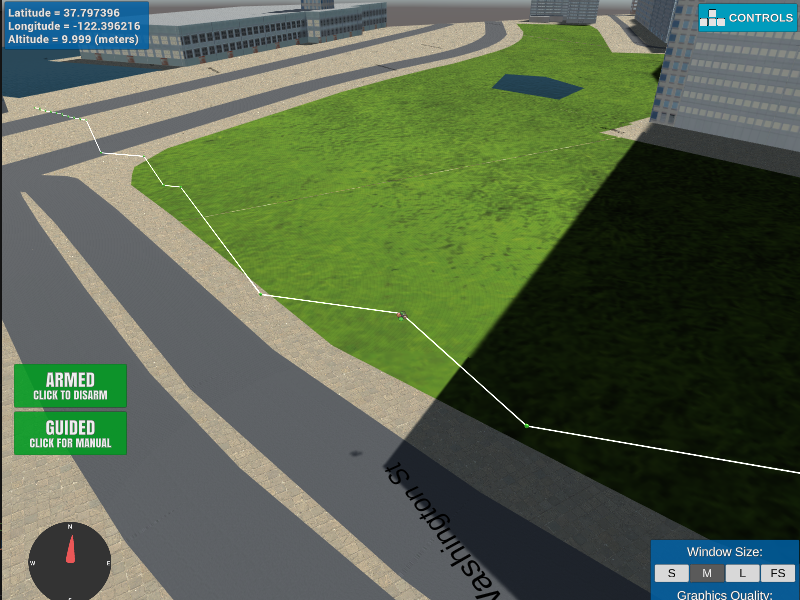 Latitude = 37.797396
Longitude = -122.396216
Altitude = 9.999 (meters)
CONTROLS
ARMED
CLICK TO DISARM
GUIDED
CLICK FOR MANUAL
Washington St
N
W
E
Window Size:
S M L FS
Graphics Quality: